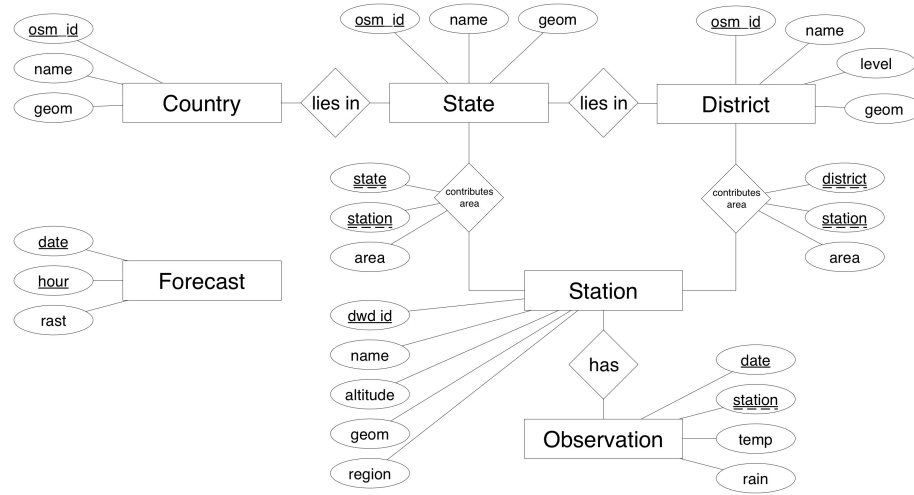 osm_id
name
geom
Country
lies in
osm_id
name
geom
State
lies in
osm_id
name
level
geom
District
state
station
area
contributes
area
contributes
area
district
station
area
date
hour
rast
Forecast
Station
dwd id
name
altitude
geom
region
has
Observation
date
station
temp
rain